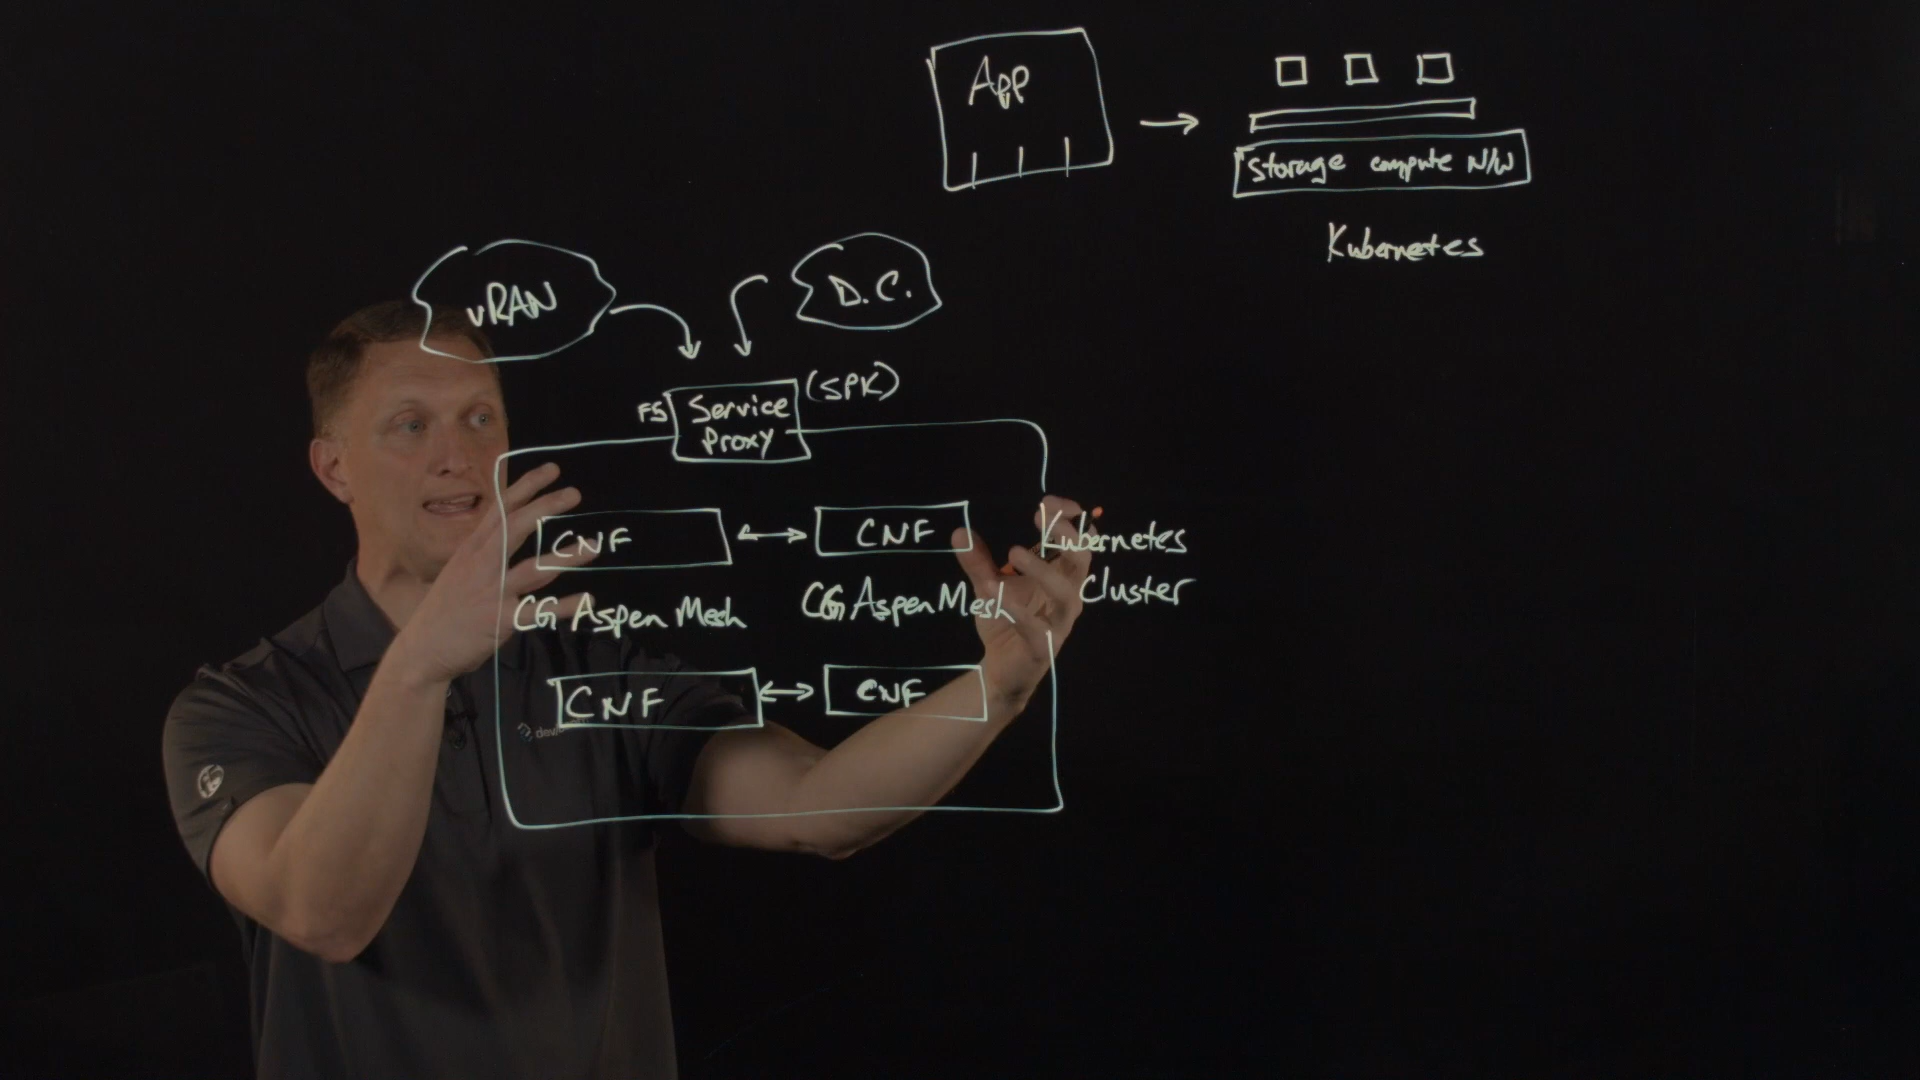 App
storage compute N/W
Kubernetes
vRAN
D.C.
F5
Service
Proxy
(SPK)
CNF
CNF
Kubernetes
Cluster
CG Aspen Mesh
CG Aspen Mesh
CNF
CNF